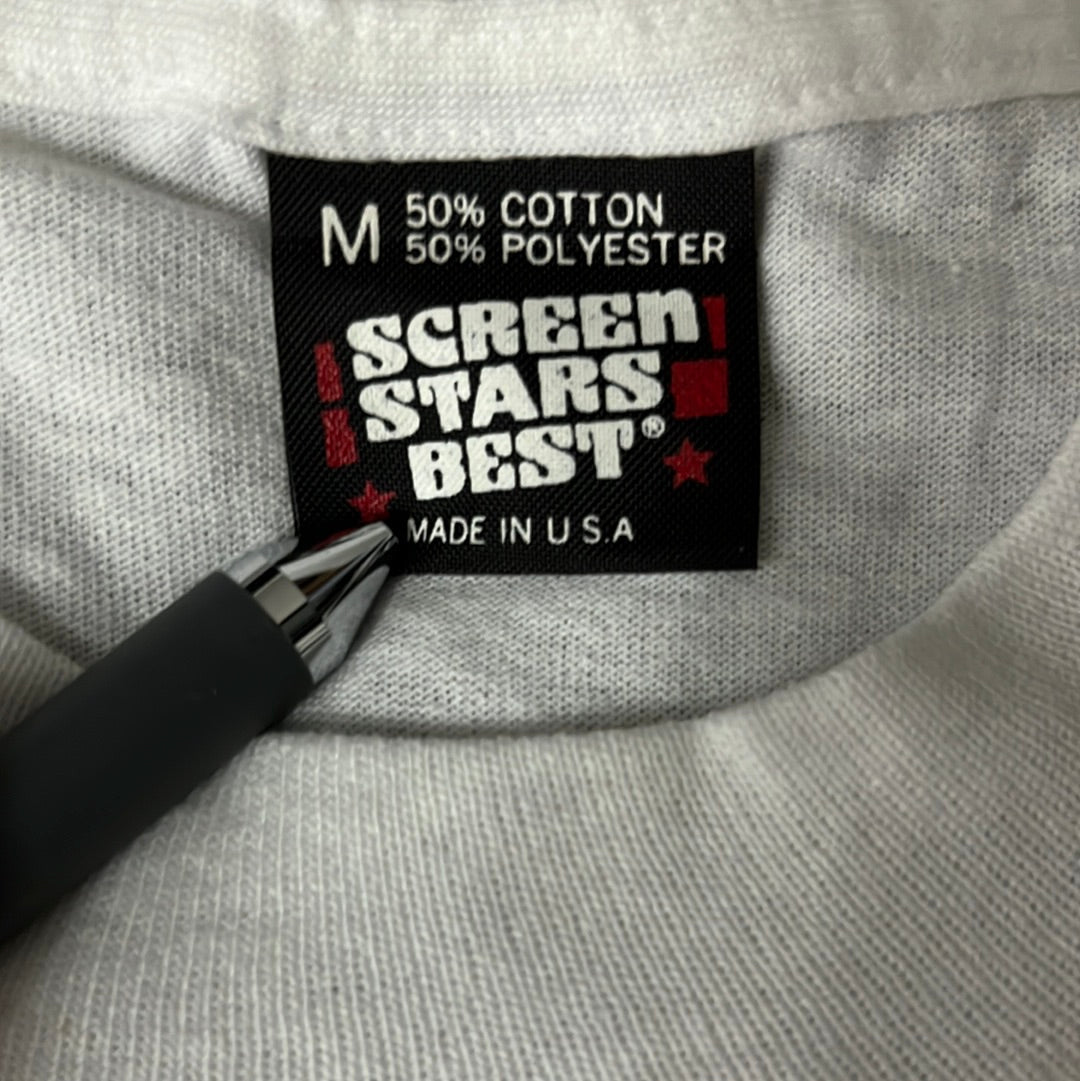 M 50% COTTON
50% POLYESTER
SCREEn
STARS
BEST®
MADE IN U S.A